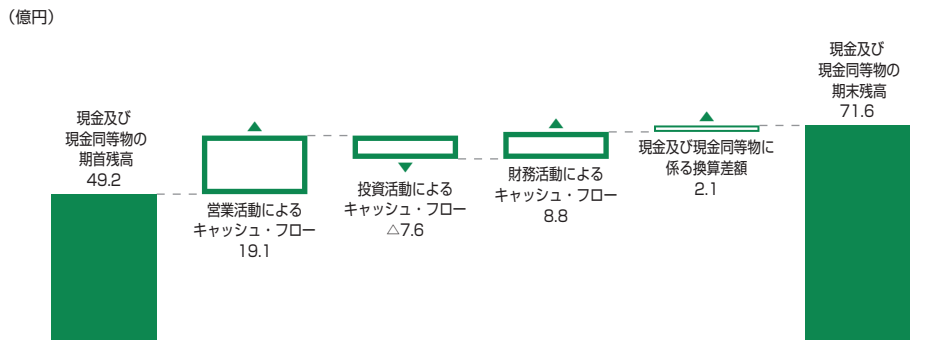 （億円）
現金及び
現金同等物の
期首残高
49.2
営業活動による
キャッシュ・フロー
19.1
投資活動による
キャッシュ・フロー
△7.6
財務活動による
キャッシュ・フロー
8.8
現金及び現金同等物に
係る換算差額
2.1
現金及び
現金同等物の
期末残高
71.6